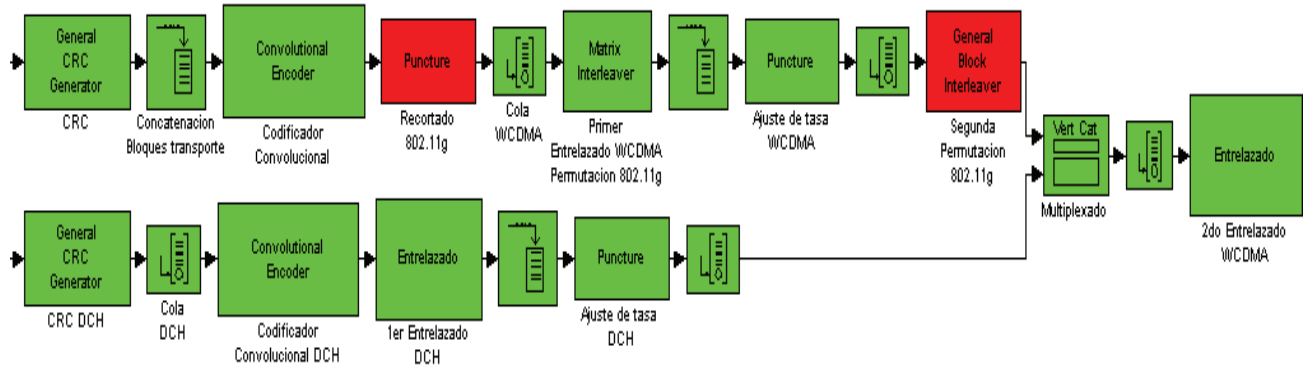 General
CRC
Generator
CRC
Concatenacion
Bloques transporte
Convolutional
Encoder
Codificador
Convolucional
Puncture
Recortado
802.11g
Cola
WCDMA
Matrix
Interleaver
Primer
Entrelazado WCDMA
Permutacion 802.11g
Puncture
Ajuste de tasa
WCDMA
General
Block
Interleaver
Segunda
Permutacion
802.11g
Vert Cat
Multiplexado
Entrelazado
2do Entrelazado
WCDMA
General
CRC
Generator
CRC DCH
Cola
DCH
Convolutional
Encoder
Codificador
Convolucional DCH
Entrelazado
1er Entrelazado
DCH
Puncture
Ajuste de tasa
DCH